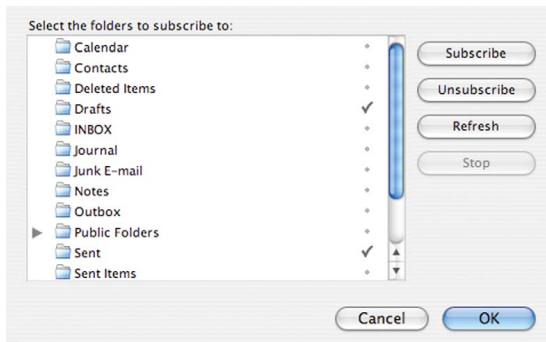 Select the folders to subscribe to:
Calendar
Contacts
Deleted Items
Drafts
INBOX
Journal
Junk E-mail
Notes
Outbox
Public Folders
Sent
Sent Items
Subscribe
Unsubscribe
Refresh
Stop
Cancel
OK